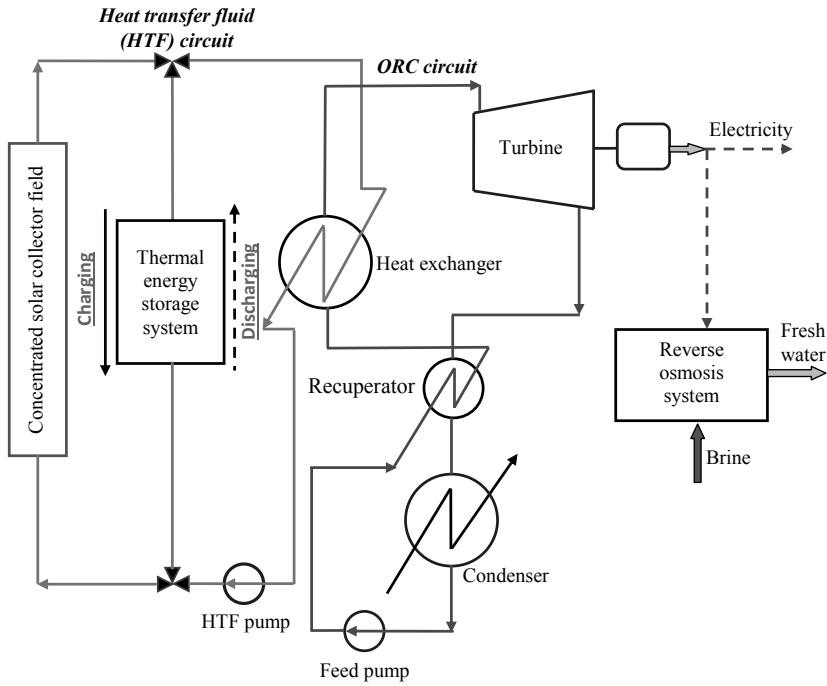 Heat transfer fluid
(HTF) circuit
ORC circuit
Turbine
Electricity
Concentrated solar collector field
Charging
Thermal
energy
storage
system
Discharging
Heat exchanger
Recuperator
Reverse
osmosis
system
Fresh
water
Brine
Condenser
HTF pump
Feed pump